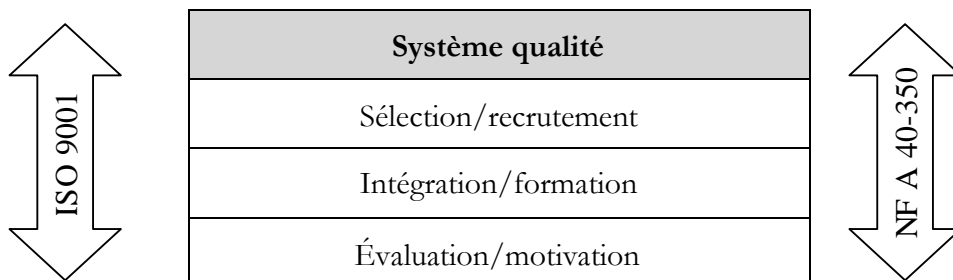 ISO 9001
Système qualité
Sélection/recrutement
Intégration/formation
Évaluation/motivation
NF A 40-350